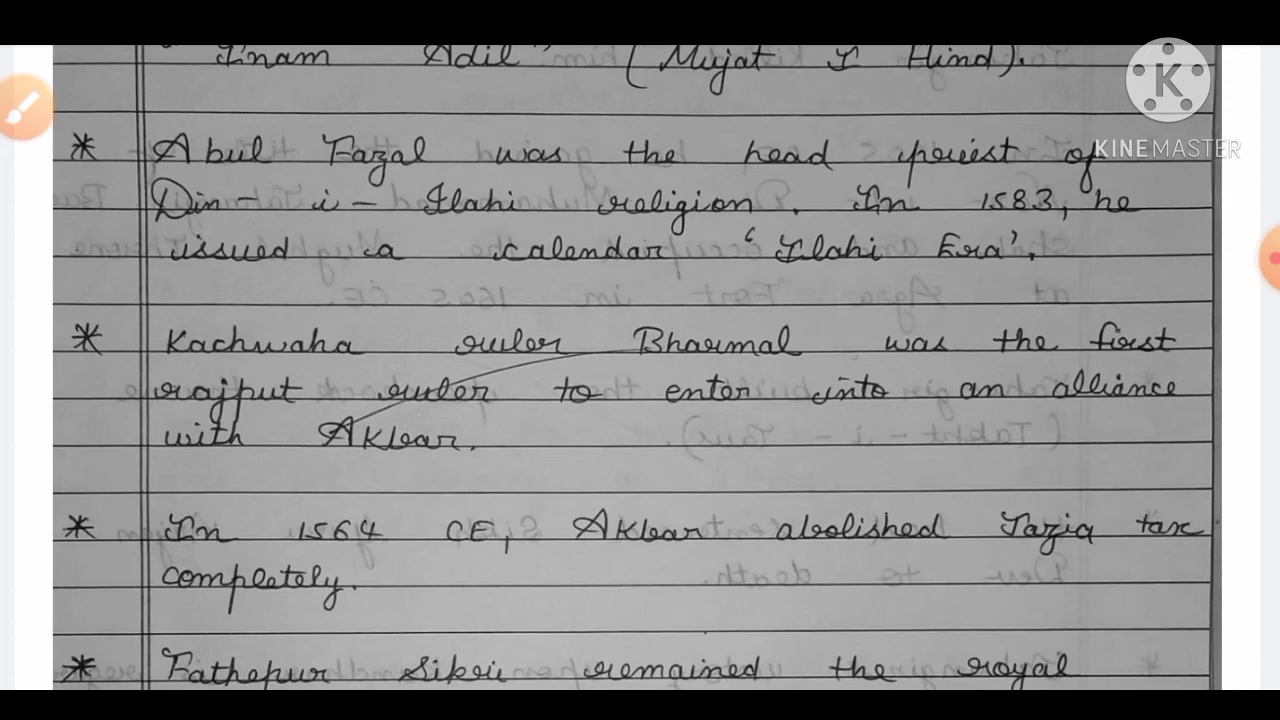 "Imam Adil" (Mujat I Hind).
K
KINEMASTER
* Abul Fazal was the head priest of
Din-i-Ilahi religion. In 1583, he
issued a calendar 'Ilahi Era'.
* Kachwaha ruler Bharmal was the first
rajput ruler to enter into an alliance
with Akbar.
* In 1564 CE, Akbar abolished Jazia tax
completely.
* Fathepur Sikri remained the royal